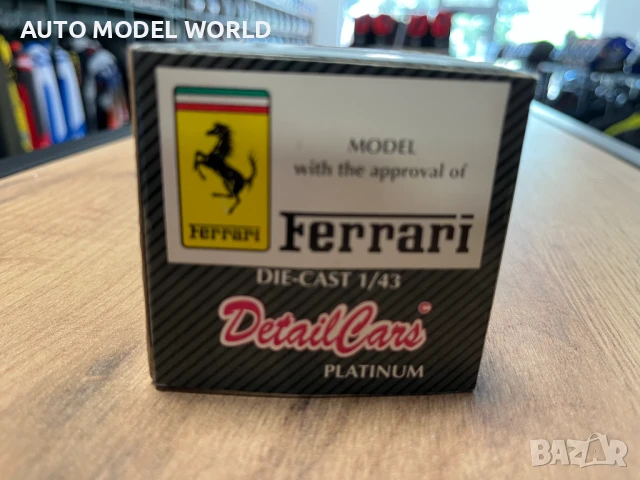 AUTO MODEL WORLD
MODEL
with the approval of
Ferrari
Ferrari
DIE-CAST 1/43
DetailCars
PLATINUM
BAZAR